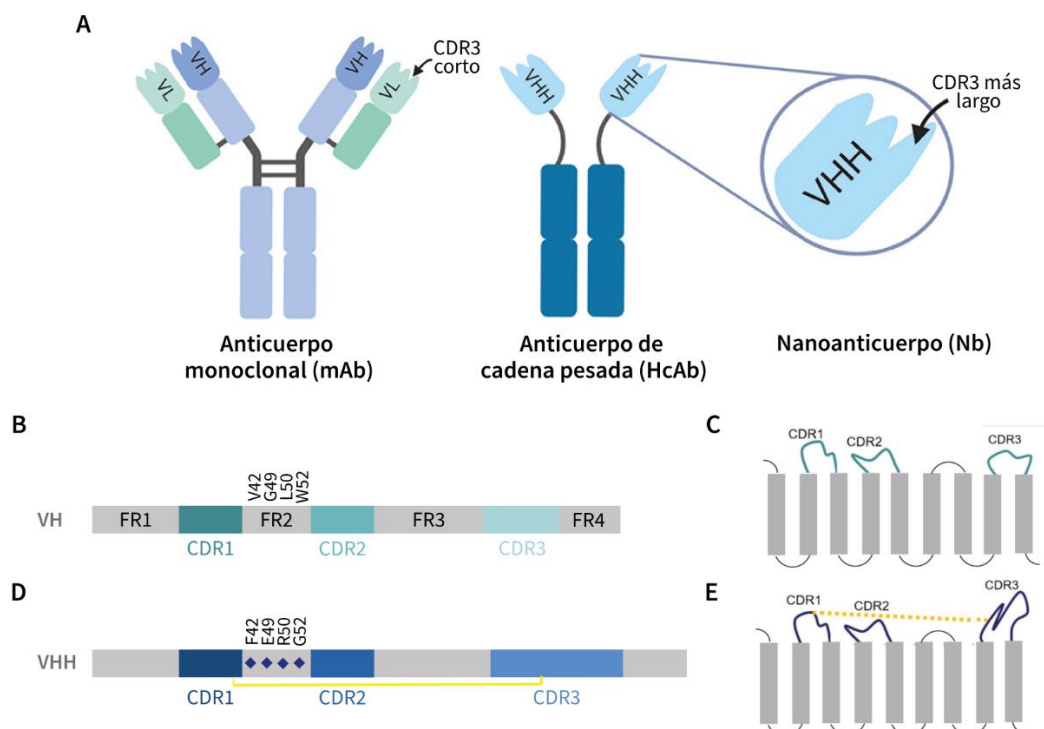 A
VL
VH
VH
VL
CDR3
corto
VHH
VHH
VHH
CDR3 más
largo
Anticuerpo
monoclonal (mAb)
Anticuerpo de
cadena pesada (HcAb)
Nanoanticuerpo (Nb)
B
V42
G49
L50
W52
VH
FR1
FR2
FR3
FR4
CDR1
CDR2
CDR3
C
CDR1
CDR2
CDR3
D
F42
E49
R50
G52
VHH
CDR1
CDR2
CDR3
E
CDR1
CDR2
CDR3